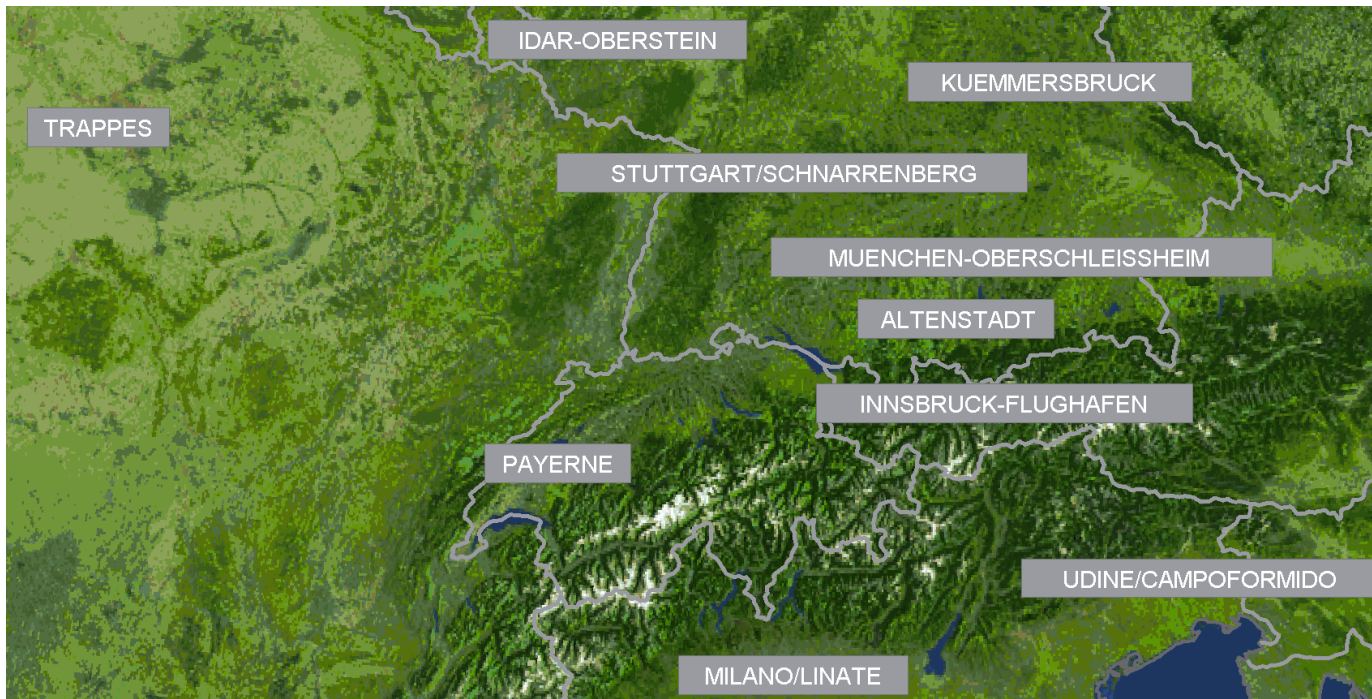 IDAR-OBERSTEIN
KUEMMERSBRUCK
TRAPPES
STUTTGART/SCHNARRENBERG
MUENCHEN-OBERSCHLEISSHEIM
ALTENSTADT
INNSBRUCK-FLUGHAFEN
PAYERNE
UDINE/CAMPOFORMIDO
MILANO/LINATE